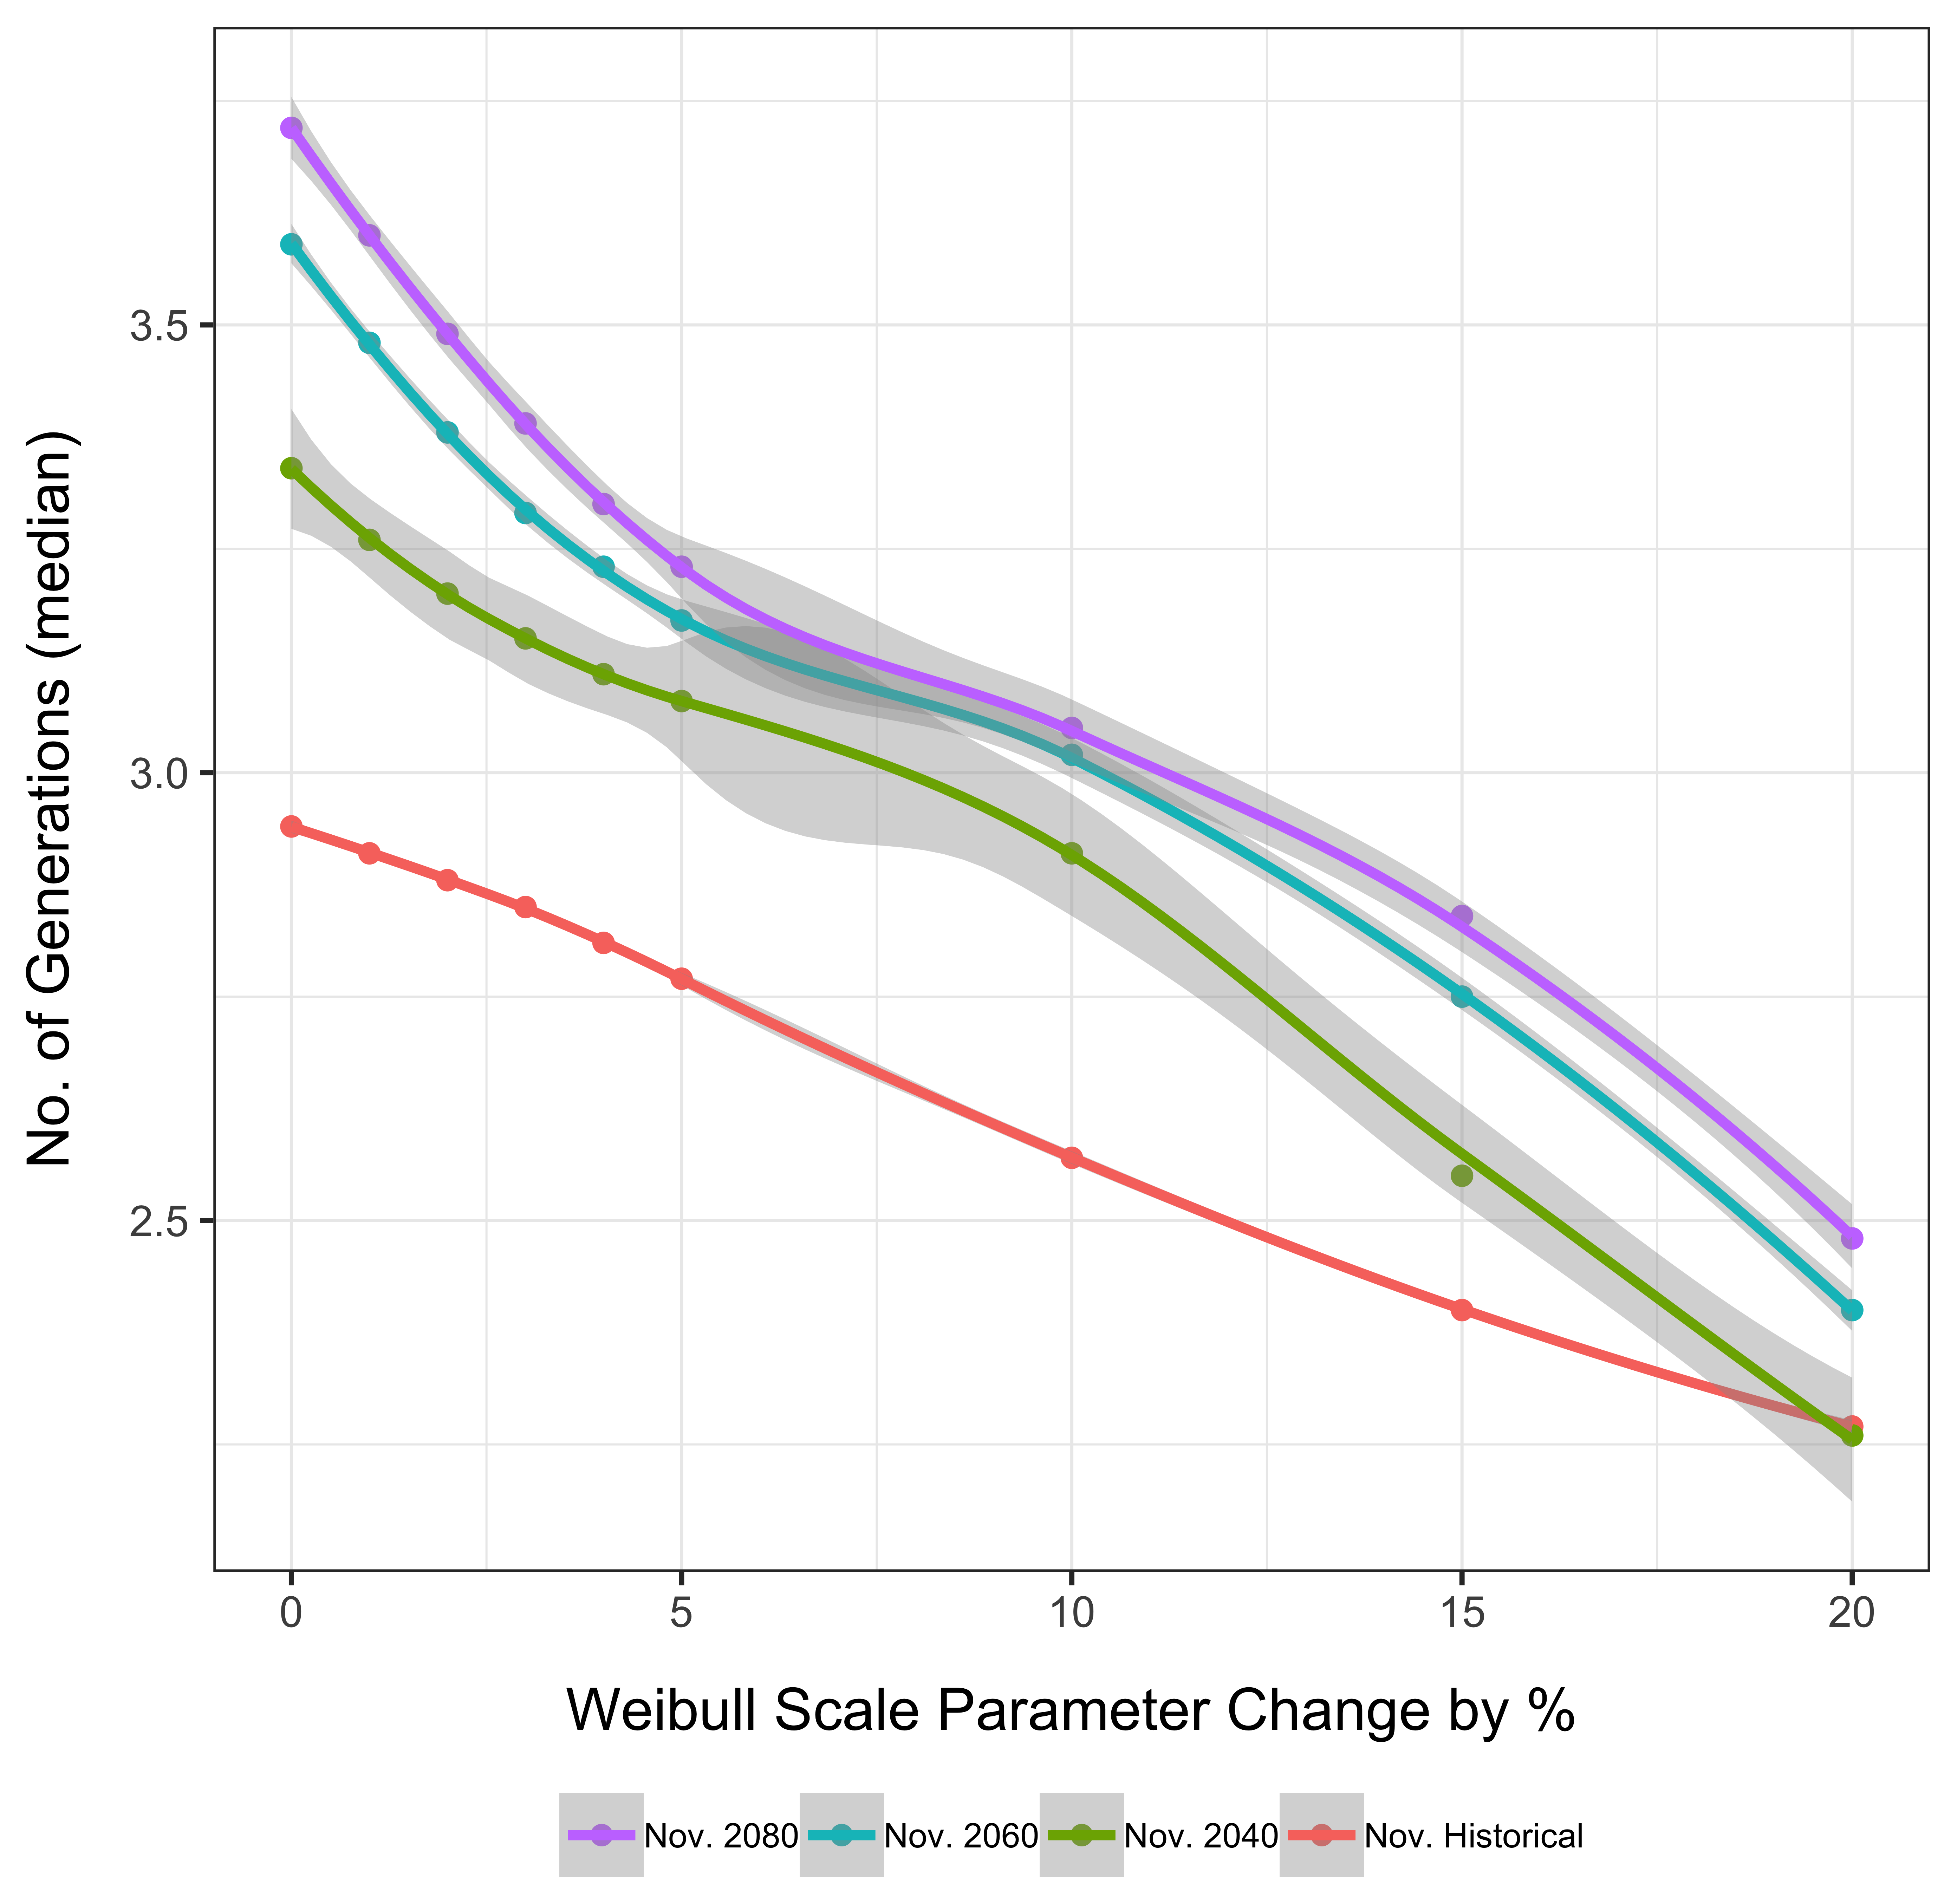 No. of Generations (median)
3.5
3.0
2.5
0 5 10 15 20
Weibull Scale Parameter Change by %
Nov. 2080 Nov. 2060 Nov. 2040 Nov. Historical